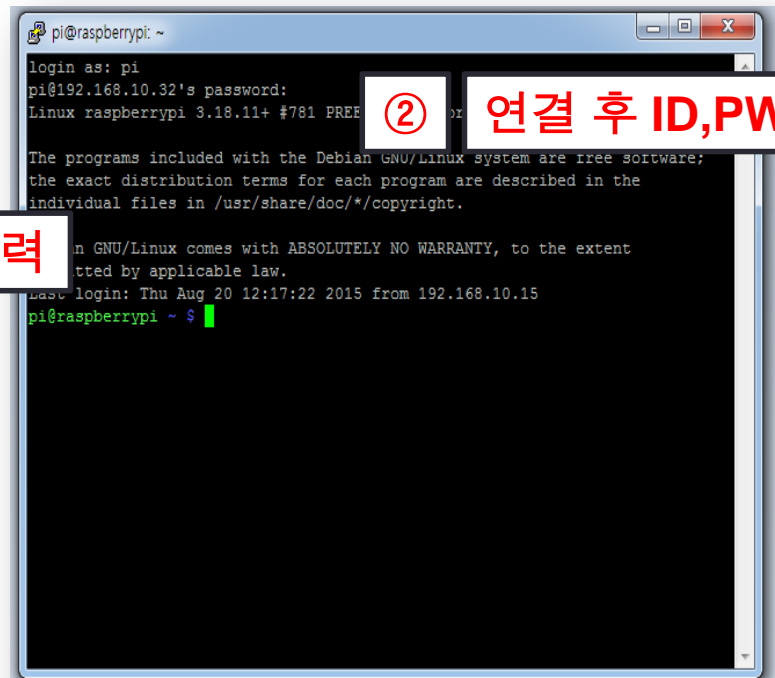 pi@raspberrypi: ~
login as: pi
pi@192.168.10.32's password:
Linux raspberrypi 3.18.11+ #781
② 연결 후 ID,PW
The programs included with the Debian GNU/Linux system are free software;
the exact distribution terms for each program are described in the
individual files in /usr/share/doc/*/copyright.
력
GNU/Linux comes with ABSOLUTELY NO WARRANTY, to the extent
by applicable law.
Last login: Thu Aug 20 12:17:22 2015 from 192.168.10.15
pi@raspberrypi ~ $